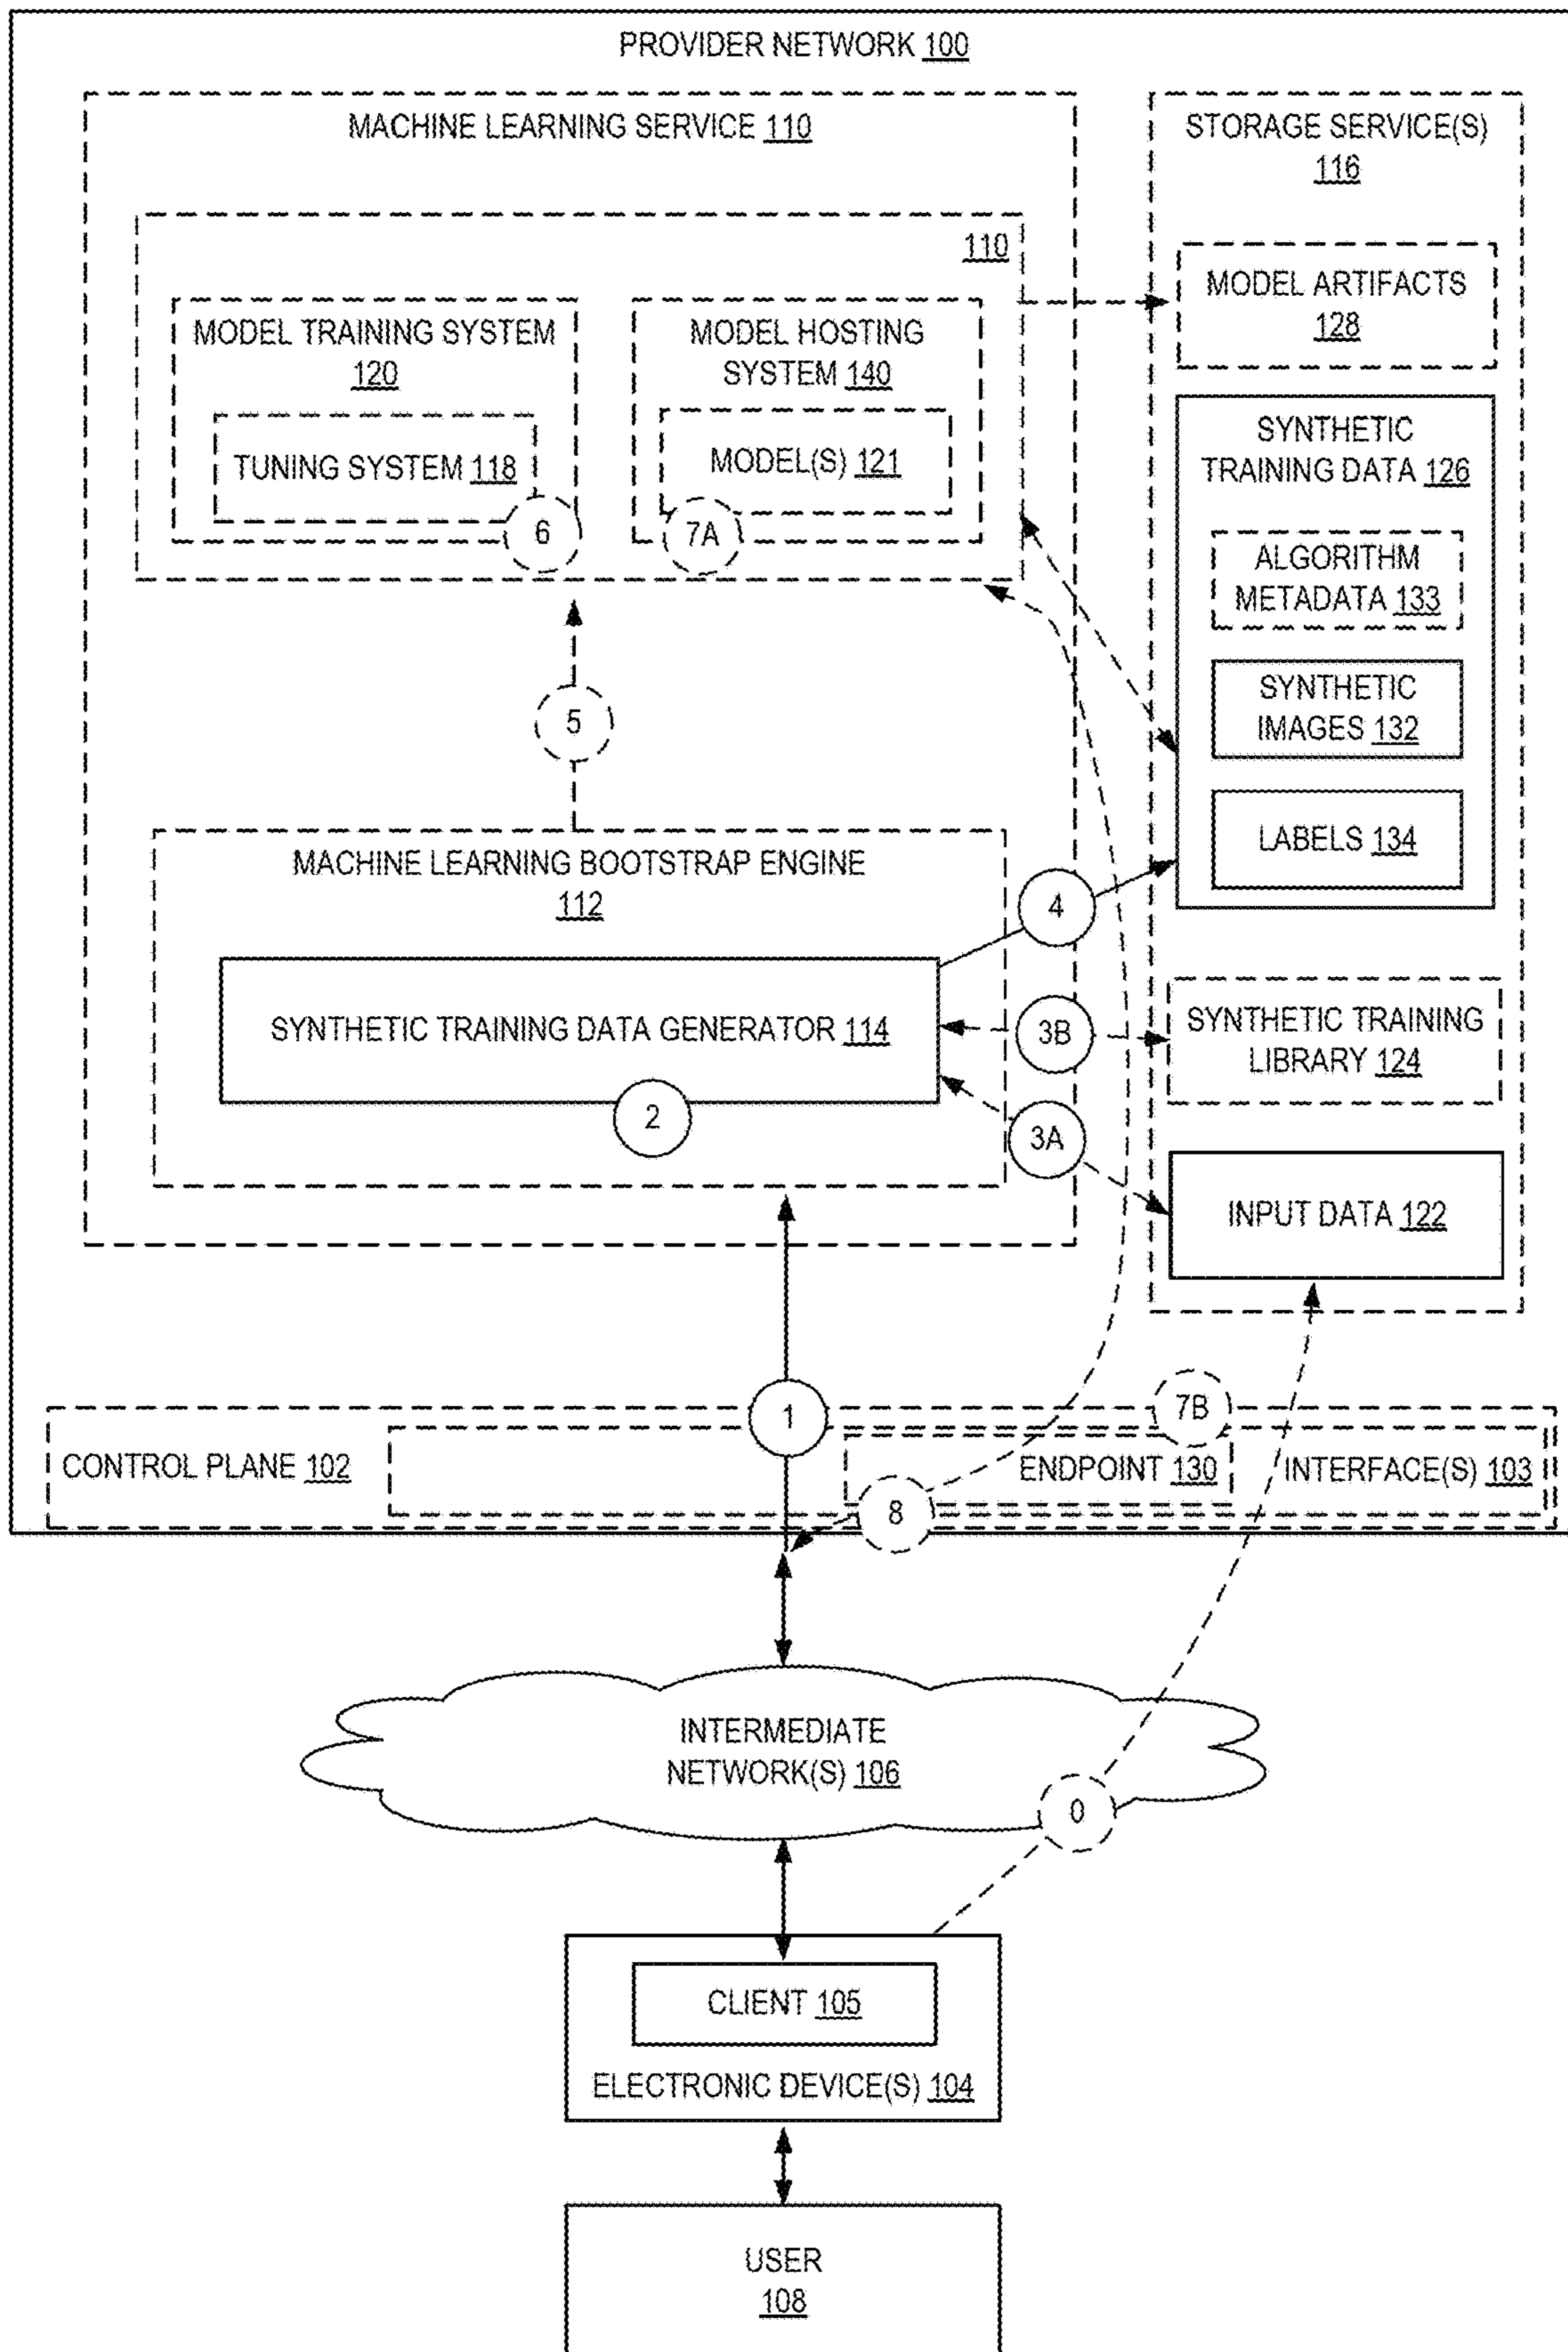 PROVIDER NETWORK 100
MACHINE LEARNING SERVICE 110
110
MODEL TRAINING SYSTEM
120
TUNING SYSTEM 118
6
MODEL HOSTING
SYSTEM 140
MODEL(S) 121
7A
5
MACHINE LEARNING BOOTSTRAP ENGINE
112
SYNTHETIC TRAINING DATA GENERATOR 114
2
4
3B
3A
STORAGE SERVICE(S)
116
MODEL ARTIFACTS
128
SYNTHETIC
TRAINING DATA 126
ALGORITHM
METADATA 133
SYNTHETIC
IMAGES 132
LABELS 134
SYNTHETIC TRAINING
LIBRARY 124
INPUT DATA 122
1
7B
CONTROL PLANE 102
ENDPOINT 130
INTERFACE(S) 103
8
INTERMEDIATE
NETWORK(S) 106
0
CLIENT 105
ELECTRONIC DEVICE(S) 104
USER
108